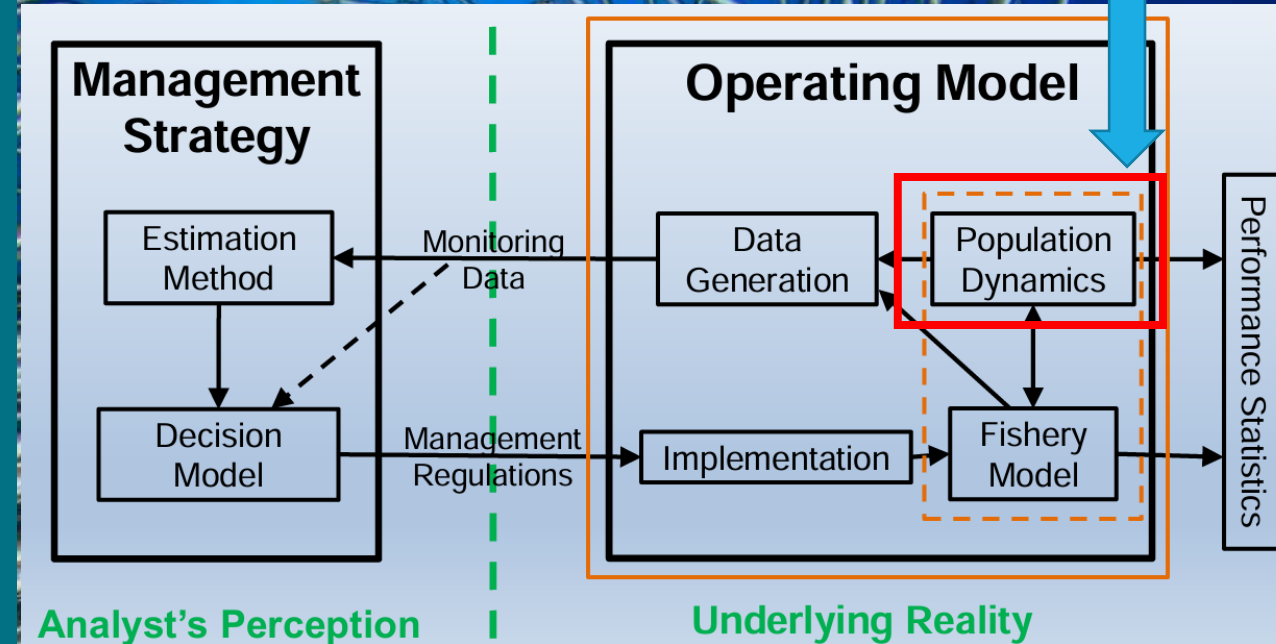 Management
Strategy
Estimation
Method
Decision
Model
Monitoring
Data
Management
Regulations
Operating Model
Data
Generation
Population
Dynamics
Implementation
Fishery
Model
Performance Statistics
Analyst's Perception
Underlying Reality